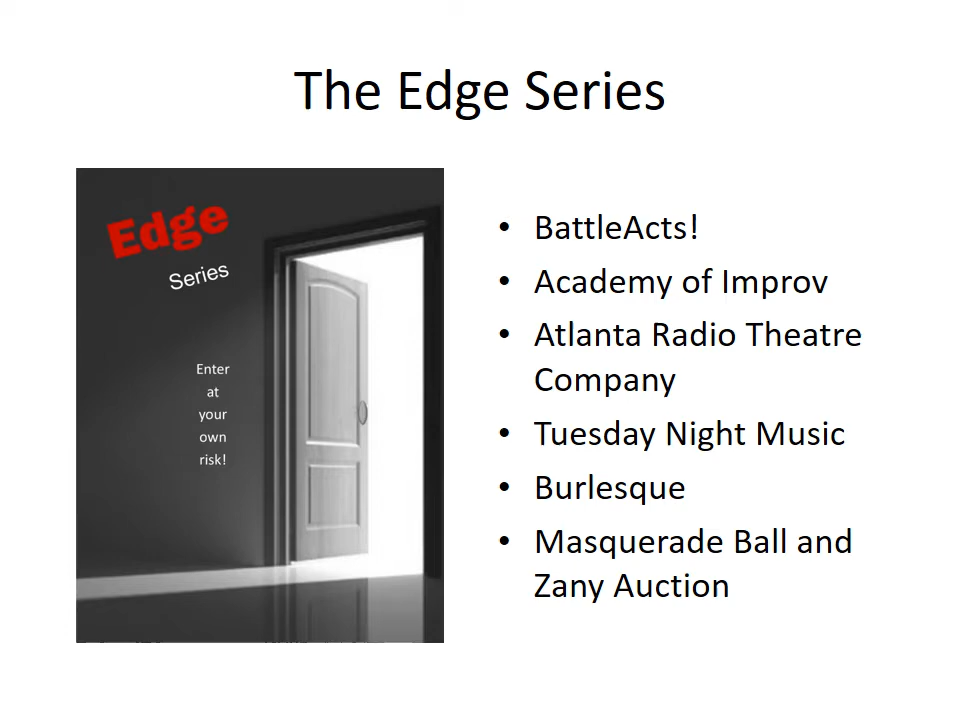 The Edge Series
Edge
Series
Enter
at
your
own
risk!
• BattleActs!
• Academy of Improv
• Atlanta Radio Theatre
Company
• Tuesday Night Music
• Burlesque
• Masquerade Ball and
Zany Auction